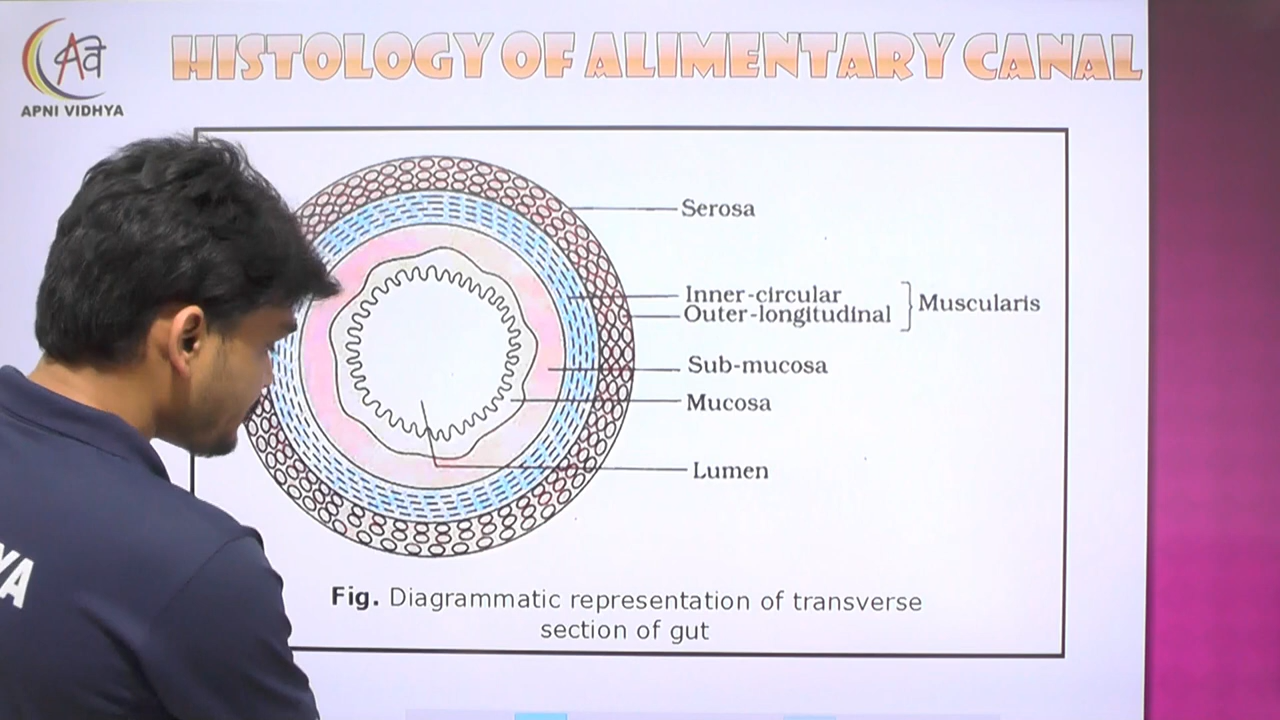 Aवि
APNI VIDHYA
HISTOLOGY OF ALIMENTARY CANAL
Serosa
Inner-circular
Outer-longitudinal
Muscularis
Sub-mucosa
Mucosa
Lumen
YA
Fig. Diagrammatic representation of transverse
section of gut